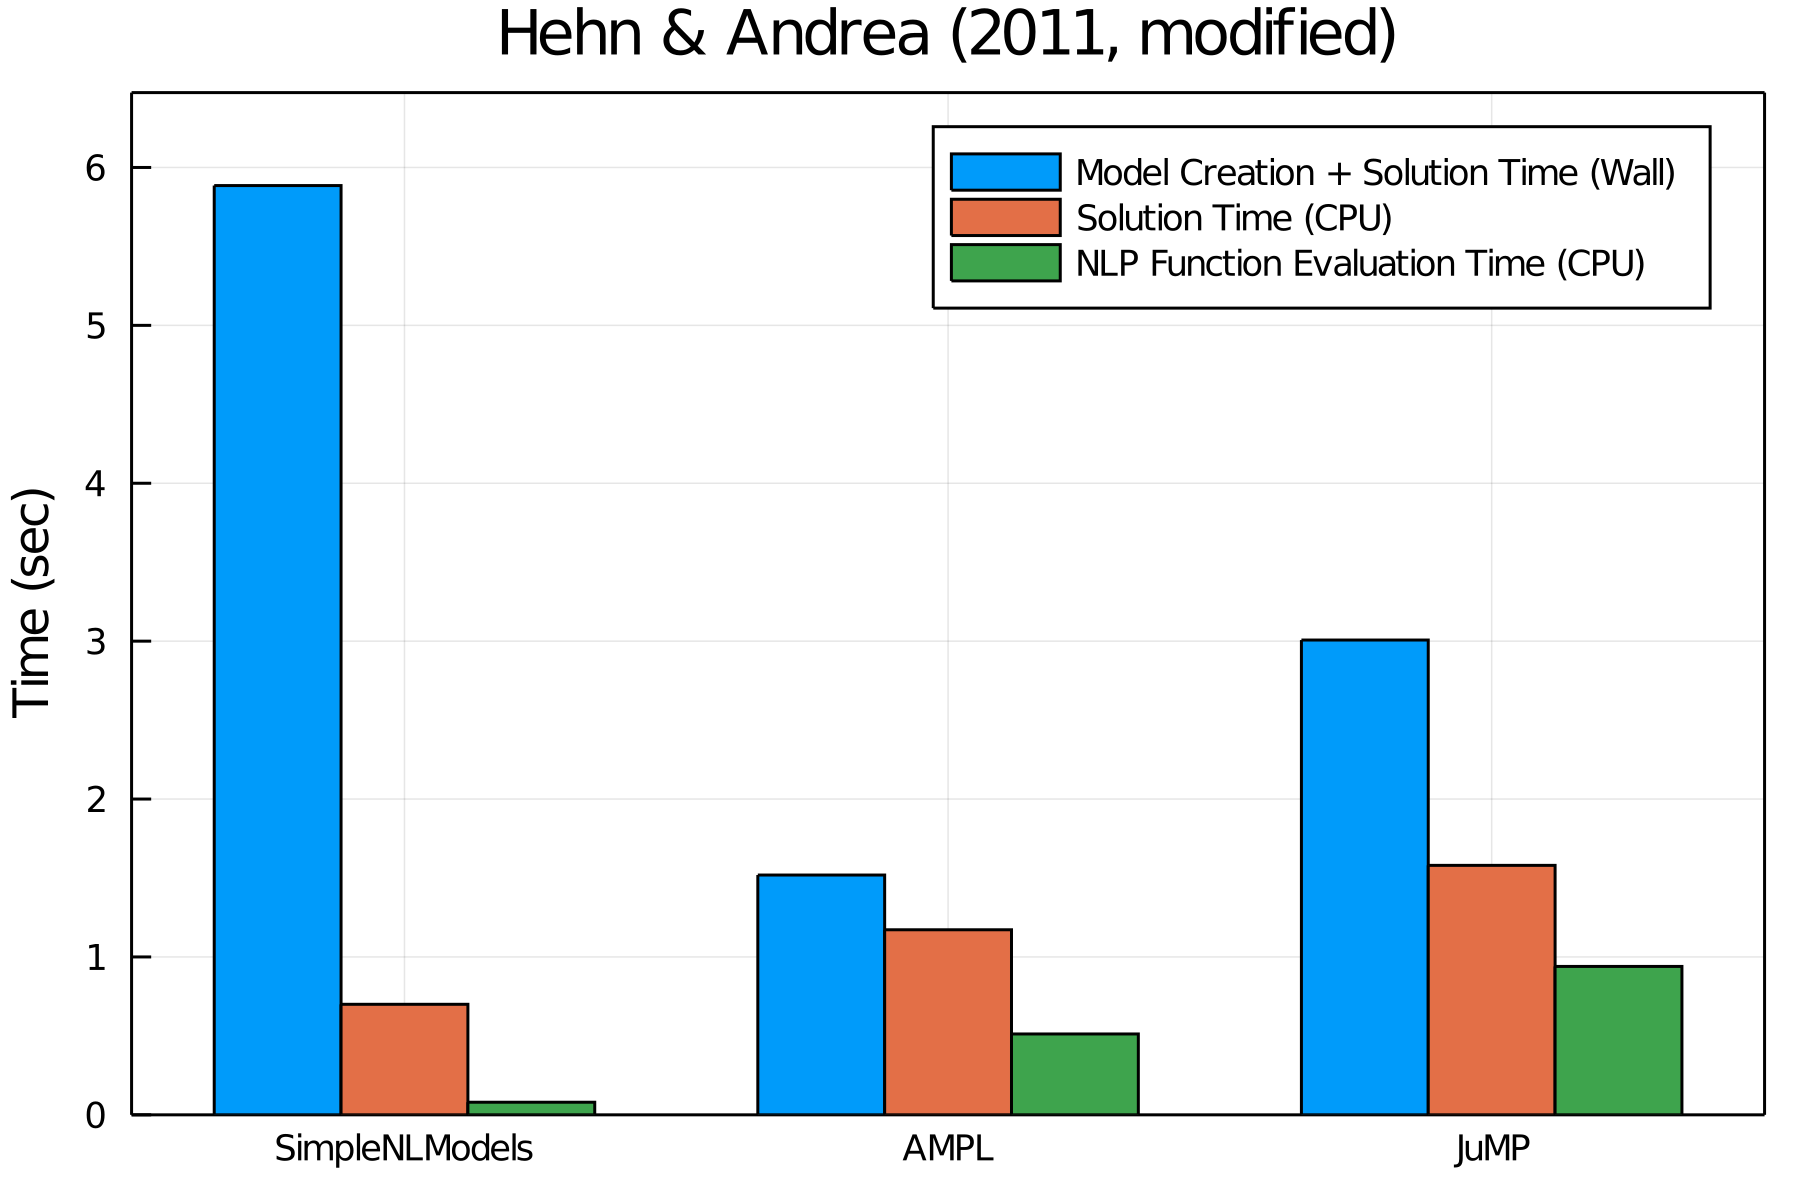 Hehn & Andrea (2011, modified)
Model Creation + Solution Time (Wall)
Solution Time (CPU)
NLP Function Evaluation Time (CPU)
Time (sec)
6
5
4
3
2
1
0
SimpleNLModels
AMPL
JuMP